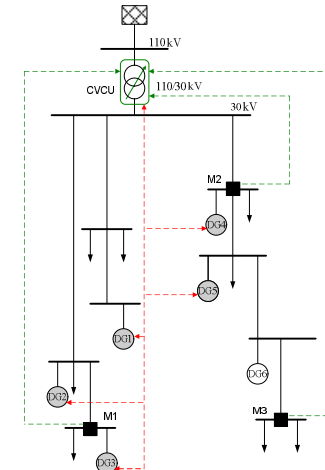 110kV
CVCU
110/30kV
30kV
M2
DG4
DG5
DG1
DG6
DG2
M1
M3
DG3